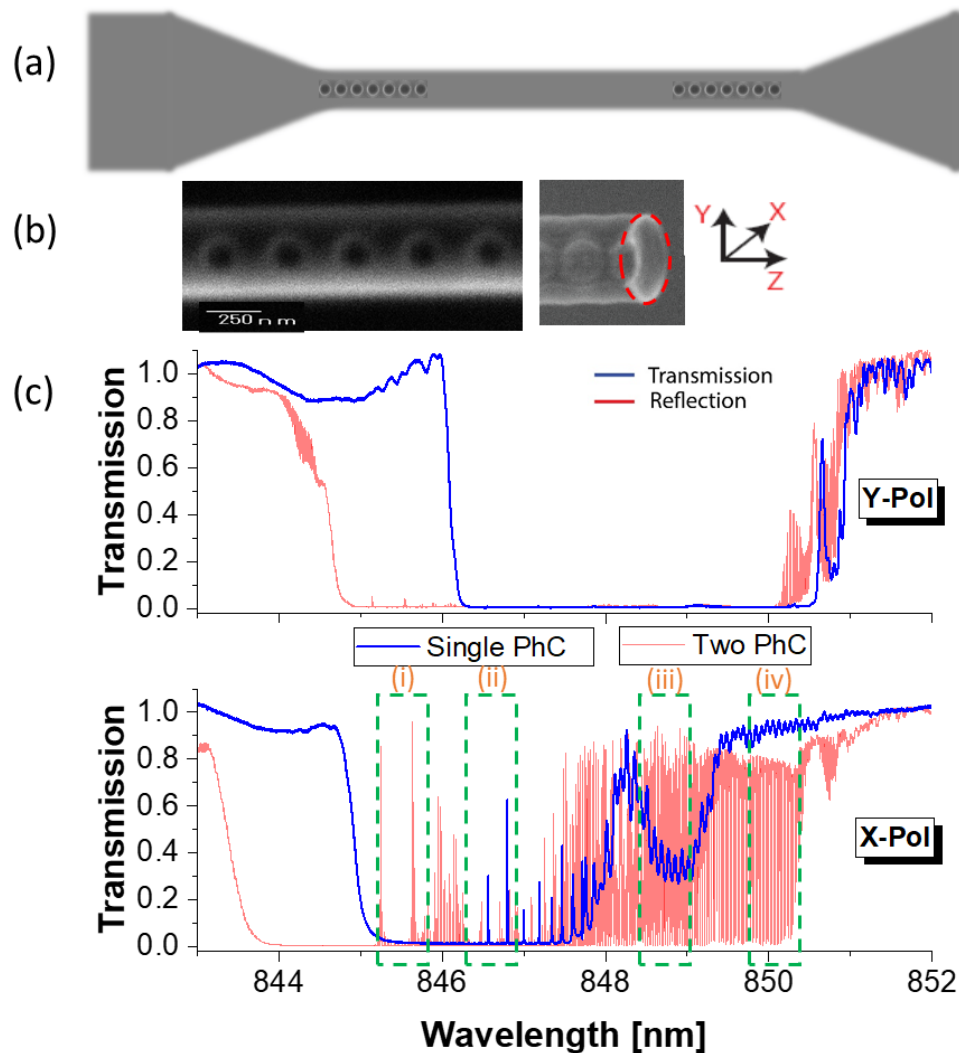 (a)
(b)
250 nm
Y X
Z
(c)
Transmission
1.0
0.8
0.6
0.4
0.2
0.0
Transmission
Reflection
Y-Pol
Single PhC
Two PhC
(i) (ii) (iii) (iv)
Transmission
1.0
0.8
0.6
0.4
0.2
0.0
X-Pol
844 846 848 850 852
Wavelength [nm]